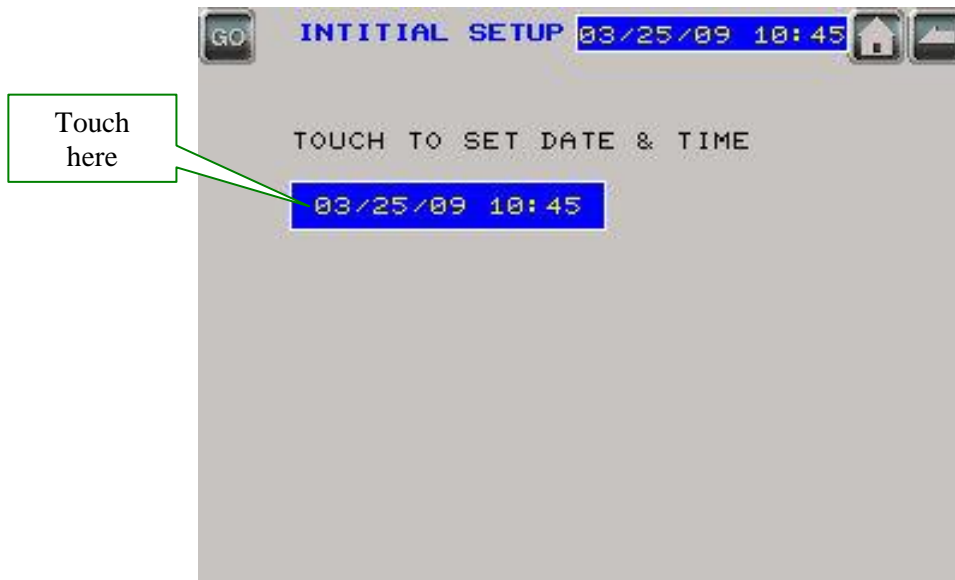 GO INTITIAL SETUP 03/25/09 10:45
Touch
here
TOUCH TO SET DATE & TIME
03/25/09 10:45